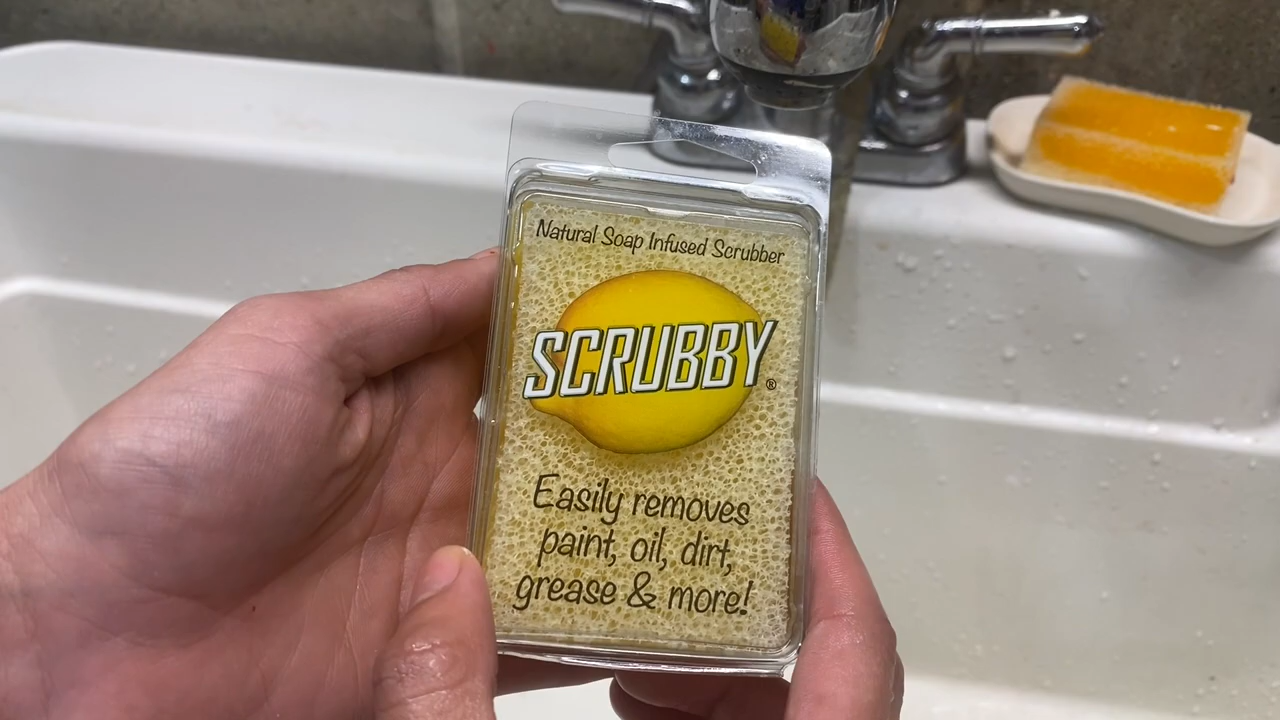 Natural Soap Infused Scrubber
SCRUBBY®
Easily removes
paint, oil, dirt,
grease & more!